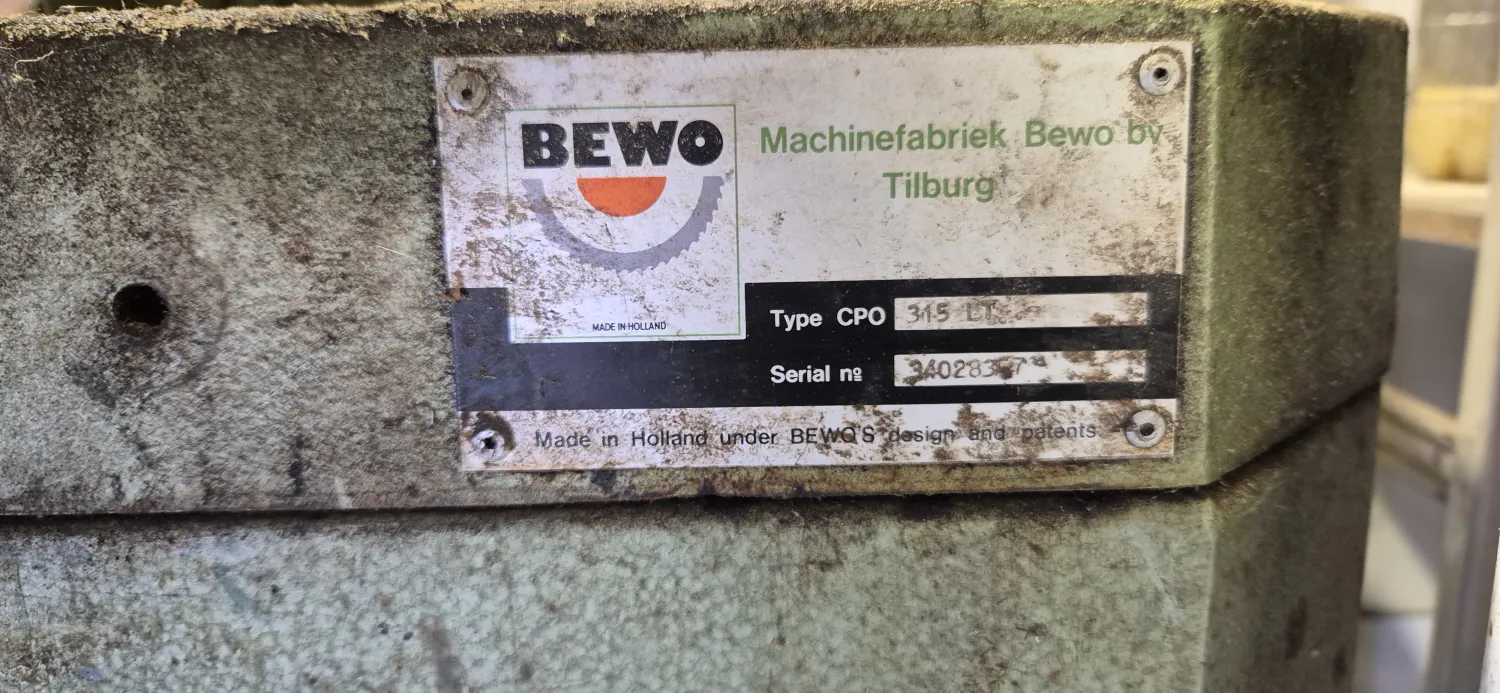 BEWO
MADE IN HOLLAND
Machinefabriek Bewo bv
Tilburg
Type CPO 315 LT
Serial nº
Made in Holland under BEWO'S design and patents